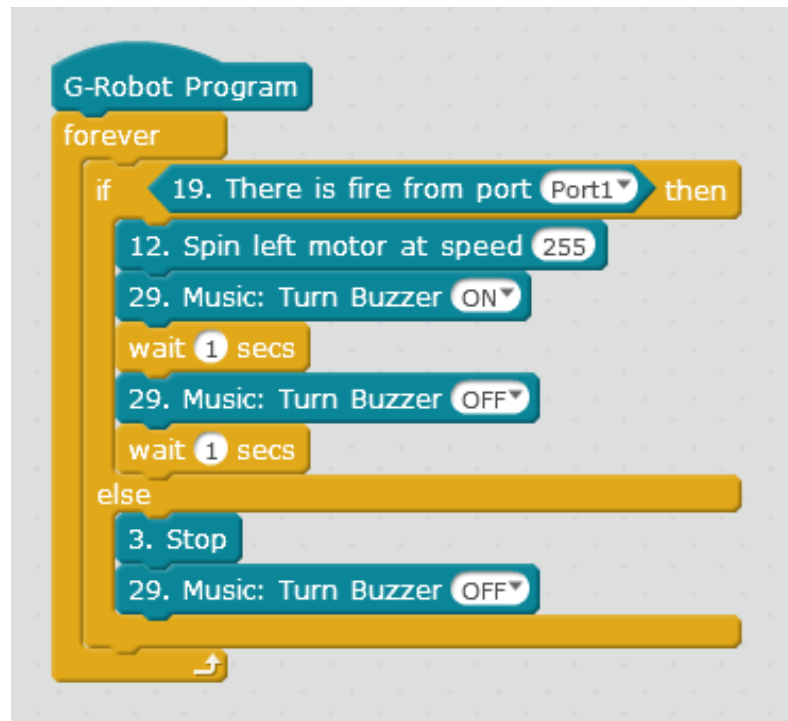 G-Robot Program
forever
if 19. There is fire from port Port1 then
12. Spin left motor at speed 255
29. Music: Turn Buzzer ON
wait 1 secs
29. Music: Turn Buzzer OFF
wait 1 secs
else
3. Stop
29. Music: Turn Buzzer OFF